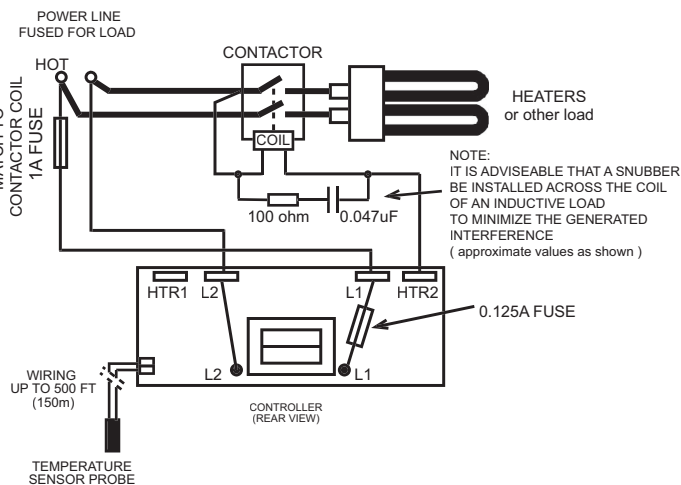 POWER LINE
FUSED FOR LOAD
HOT
CONTACTOR
HEATERS
or other load
CONTACTOR COIL
1A FUSE
COIL
100 ohm
0.047uF
NOTE:
IT IS ADVISEABLE THAT A SNUBBER
BE INSTALLED ACROSS THE COIL
OF AN INDUCTIVE LOAD
TO MINIMIZE THE GENERATED
INTERFERENCE
( approximate values as shown )
HTR1
L2
L1
HTR2
0.125A FUSE
L2
L1
WIRING
UP TO 500 FT
(150m)
CONTROLLER
(REAR VIEW)
TEMPERATURE
SENSOR PROBE